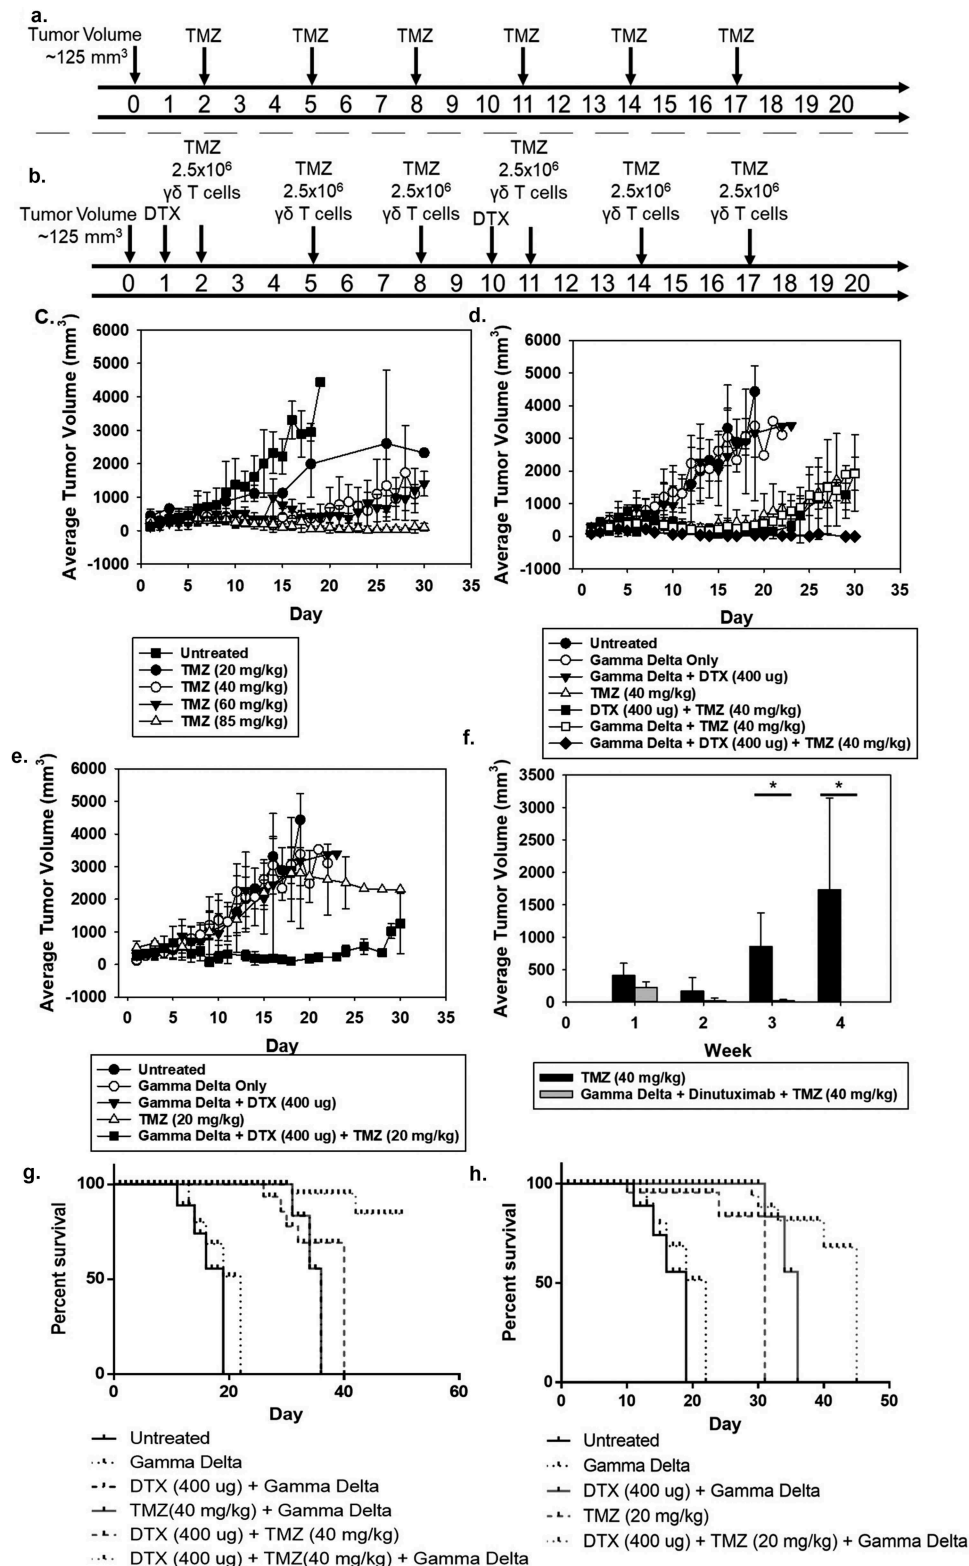 a.
Tumor Volume
~125 mm³
TMZ TMZ TMZ TMZ TMZ TMZ
0 1 2 3 4 5 6 7 8 9 10 11 12 13 14 15 16 17 18 19 20
b.
Tumor Volume
~125 mm³
DTX
TMZ
2.5x10⁶
γδ T cells
TMZ
2.5x10⁶
γδ T cells
TMZ
2.5x10⁶
γδ T cells
DTX
TMZ
2.5x10⁶
γδ T cells
TMZ
2.5x10⁶
γδ T cells
TMZ
2.5x10⁶
γδ T cells
0 1 2 3 4 5 6 7 8 9 10 11 12 13 14 15 16 17 18 19 20
c.
Average Tumor Volume (mm³)
6000
5000
4000
3000
2000
1000
0
-1000
0 5 10 15 20 25 30 35
Day
Untreated
TMZ (20 mg/kg)
TMZ (40 mg/kg)
TMZ (60 mg/kg)
TMZ (85 mg/kg)
d.
Average Tumor Volume (mm³)
6000
5000
4000
3000
2000
1000
0
-1000
0 5 10 15 20 25 30 35
Day
Untreated
Gamma Delta Only
Gamma Delta + DTX (400 ug)
TMZ (40 mg/kg)
DTX (400 ug) + TMZ (40 mg/kg)
Gamma Delta + TMZ (40 mg/kg)
Gamma Delta + DTX (400 ug) + TMZ (40 mg/kg)
e.
Average Tumor Volume (mm³)
6000
5000
4000
3000
2000
1000
0
-1000
0 5 10 15 20 25 30 35
Day
Untreated
Gamma Delta Only
Gamma Delta + DTX (400 ug)
TMZ (20 mg/kg)
Gamma Delta + DTX (400 ug) + TMZ (20 mg/kg)
f.
Average Tumor Volume (mm³)
3500
3000
2500
2000
1500
1000
500
0
* *
0 1 2 3 4
Week
TMZ (40 mg/kg)
Gamma Delta + Dinutuximab + TMZ (40 mg/kg)
g.
Percent survival
100
50
0
0 20 40 60
Day
Untreated
Gamma Delta
DTX (400 ug) + Gamma Delta
TMZ(40 mg/kg) + Gamma Delta
DTX (400 ug) + TMZ (40 mg/kg)
DTX (400 ug) + TMZ(40 mg/kg) + Gamma Delta
h.
Percent survival
100
50
0
0 10 20 30 40 50
Day
Untreated
Gamma Delta
DTX (400 ug) + Gamma Delta
TMZ (20 mg/kg)
DTX (400 ug) + TMZ (20 mg/kg) + Gamma Delta